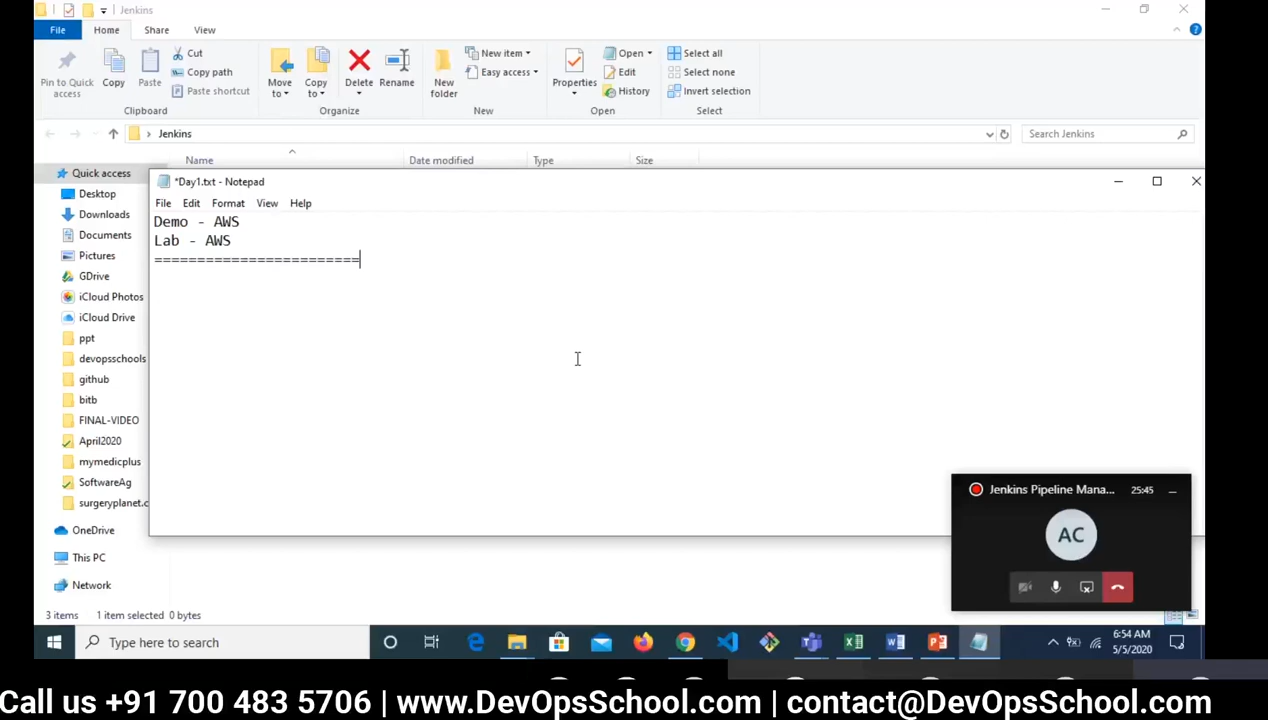 Jenkins
File Home Share View
Pin to Quick access
Copy
Paste
Cut
Copy path
Paste shortcut
Clipboard
Move to
Copy to
Delete
Rename
Organize
New folder
New item
Easy access
New
Properties
Open
Edit
History
Open
Select all
Select none
Invert selection
Select
Jenkins
Search Jenkins
Name Date modified Type Size
Quick access
Desktop
Downloads
Documents
Pictures
GDrive
iCloud Photos
iCloud Drive
ppt
devopsschools
github
bitb
FINAL-VIDEO
April2020
mymedicplus
SoftwareAg
surgeryplanet.c
OneDrive
This PC
Network
*Day1.txt - Notepad
File Edit Format View Help
Demo - AWS
Lab - AWS
========================
Jenkins Pipeline Mana... 25:45
AC
3 items 1 item selected 0 bytes
Type here to search
6:54 AM
5/5/2020
Call us +91 700 483 5706 | www.DevOpsSchool.com | contact@DevOpsSchool.com